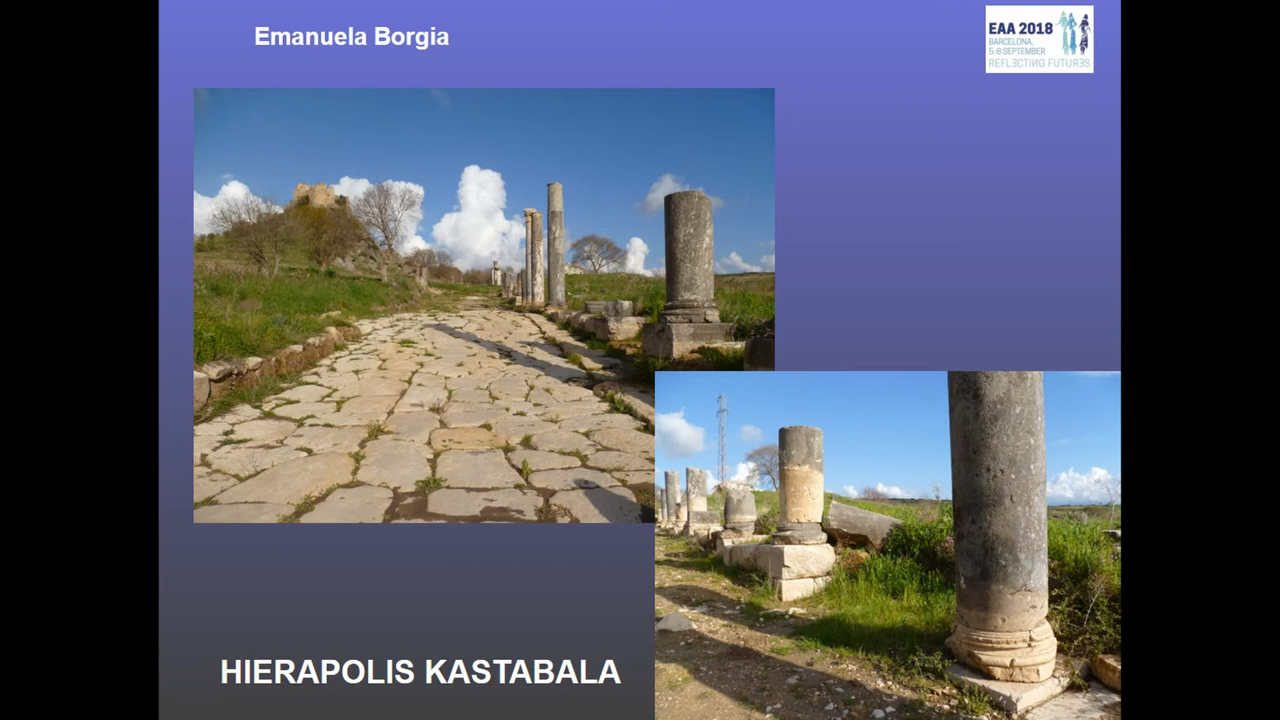 Emanuela Borgia
EAA 2018
BARCELONA,
5-8 SEPTEMBER
REFLECTING FUTURES
HIERAPOLIS KASTABALA